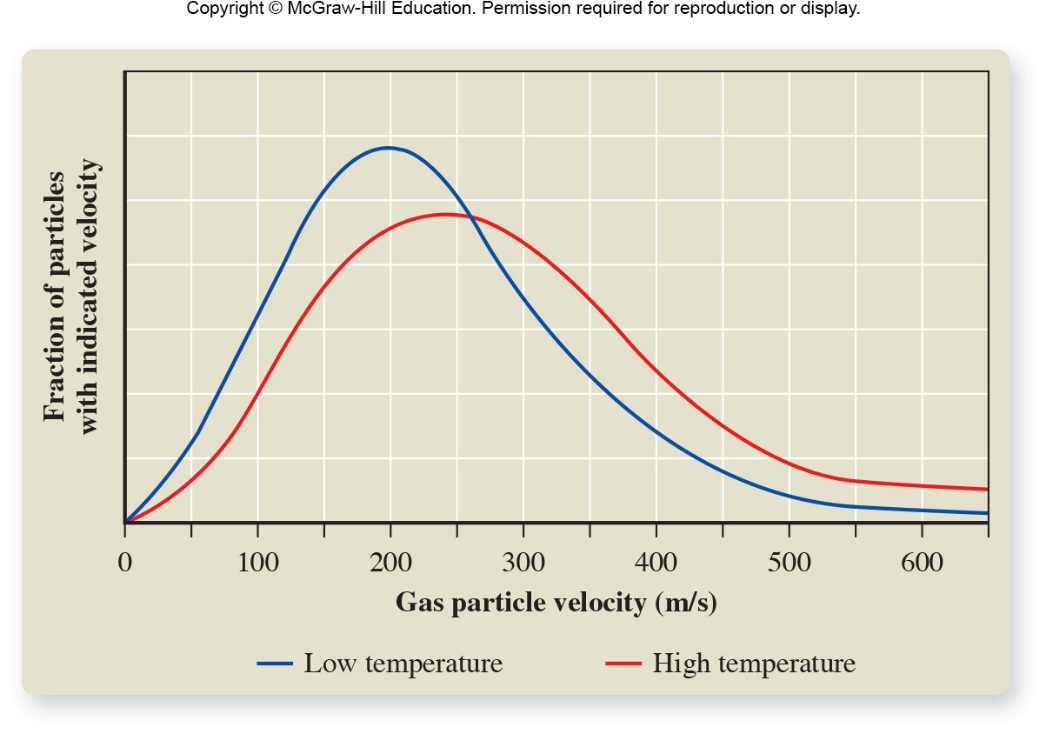 Copyright © McGraw-Hill Education. Permission required for reproduction or display.
Fraction of particles
with indicated velocity
0 100 200 300 400 500 600
Gas particle velocity (m/s)
Low temperature High temperature